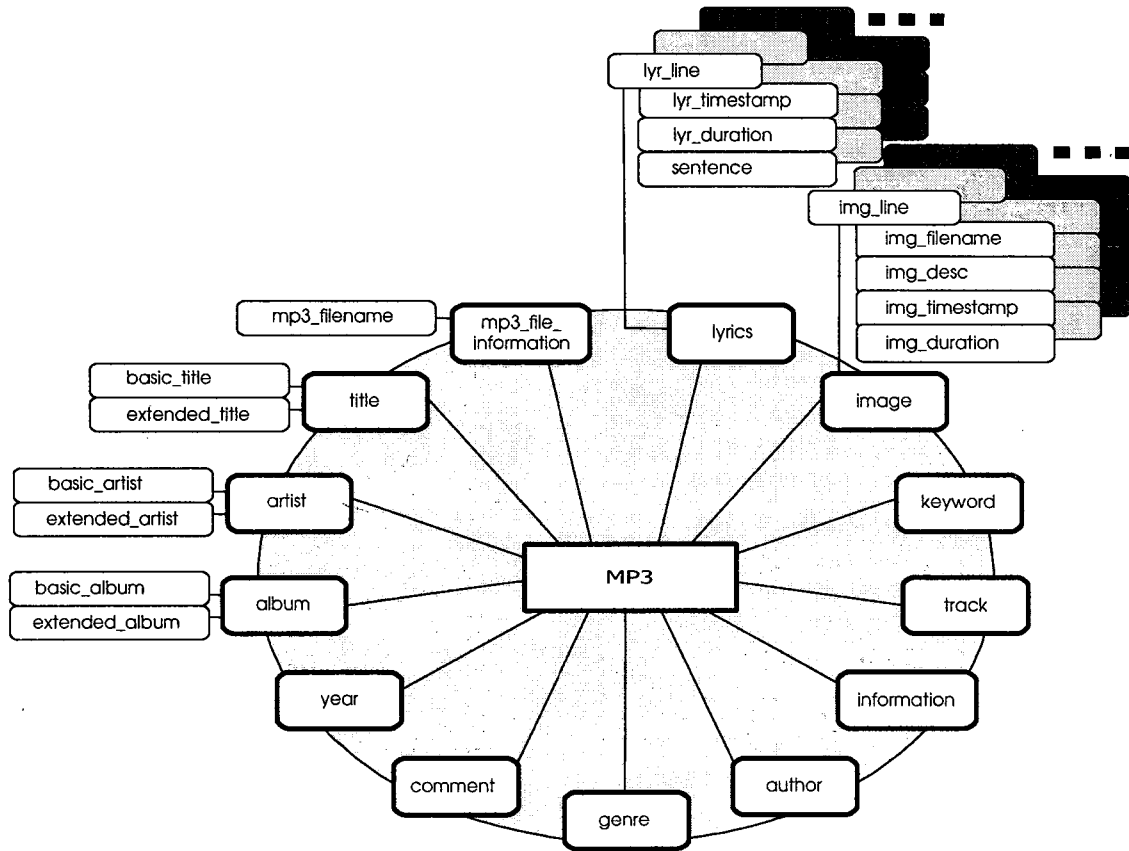 lyr_line
lyr_timestamp
lyr_duration
sentence
img_line
img_filename
img_desc
img_timestamp
img_duration
mp3_filename
mp3_file_
information
lyrics
basic_title
extended_title
title
image
basic_artist
extended_artist
artist
keyword
MP3
basic_album
extended_album
album
track
year
information
comment
author
genre